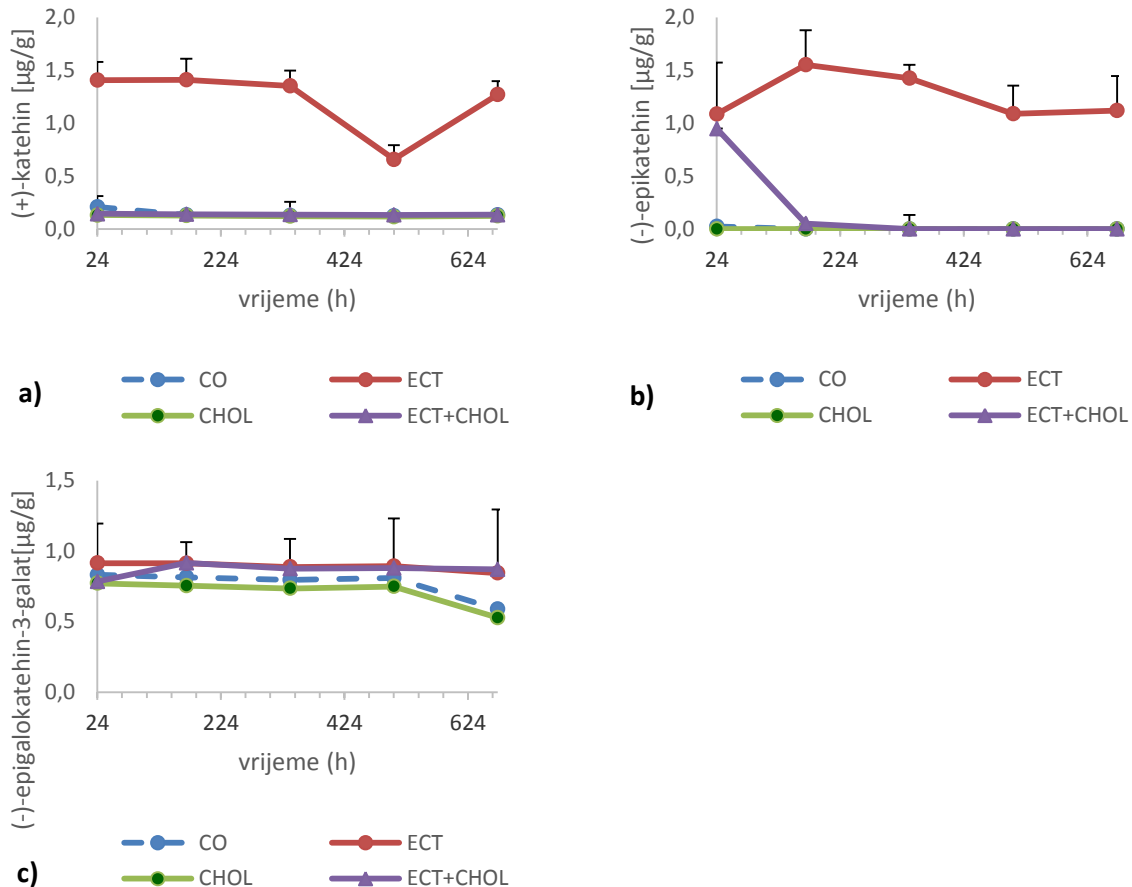 (+)-katehin [µg/g]
2,0
1,5
1,0
0,5
0,0
24 224 424 624
vrijeme (h)
CO ECT
CHOL ECT+CHOL
a)
(-)-epikatehin [µg/g]
2,0
1,5
1,0
0,5
0,0
24 224 424 624
vrijeme (h)
CO ECT
CHOL ECT+CHOL
b)
(-)-epigalokatehin-3-galat[µg/g]
1,5
1,0
0,5
0,0
24 224 424 624
vrijeme (h)
CO ECT
CHOL ECT+CHOL
c)